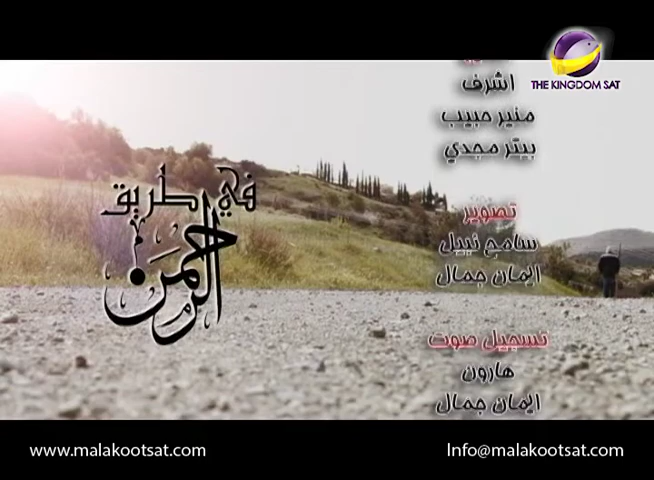 THE KINGDOM SAT
اشرف
منير حبيب
بيتر مجدي
في طريق
الرحمن
تصوير
سامح نبيل
ايمان جمال
تسجيل صوت
هارون
ايمان جمال
www.malakootsat.com
Info@malakootsat.com